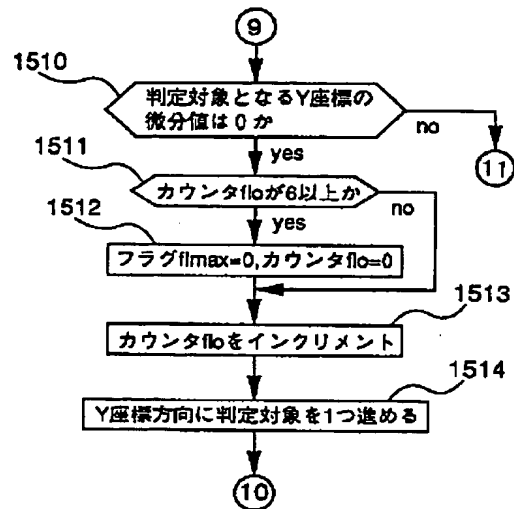 9
1510
判定対象となるY座標の
微分値は0か
no
yes
11
1511
カウンタfloが6以上か
no
yes
1512
フラグflmax=0,カウンタflo=0
1513
カウンタfloをインクリメント
1514
Y座標方向に判定対象を1つ進める
10